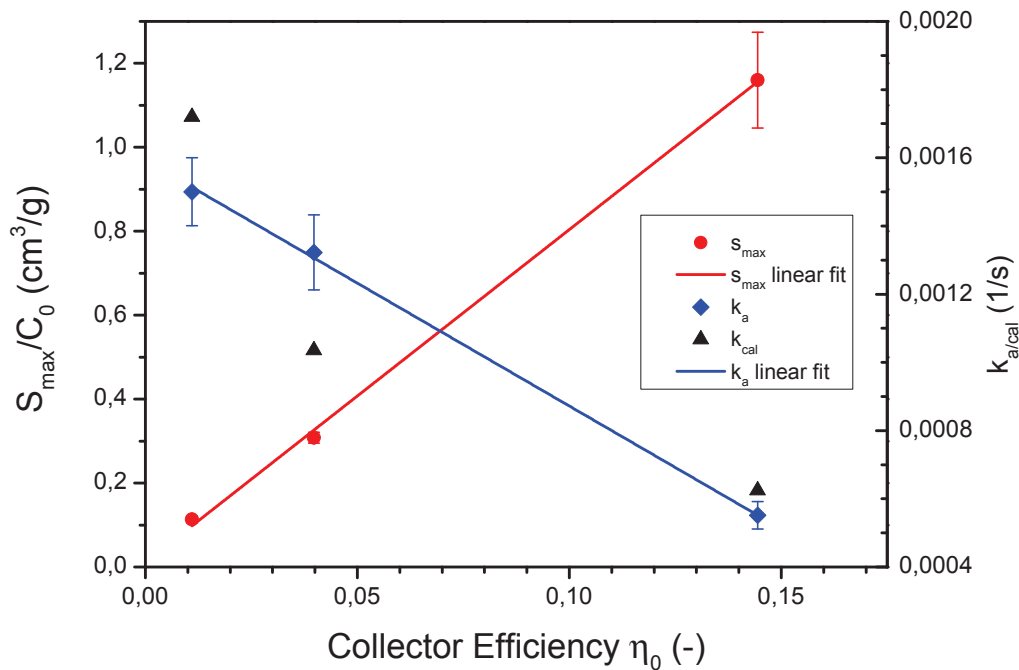 1,2
1,0
0,8
0,6
0,4
0,2
0,0
S_max/C_0 (cm^3/g)
0,0020
0,0016
0,0012
0,0008
0,0004
k_a/cal (1/s)
s_max
s_max linear fit
k_a
k_cal
k_a linear fit
0,00
0,05
0,10
0,15
Collector Efficiency η_0 (-)